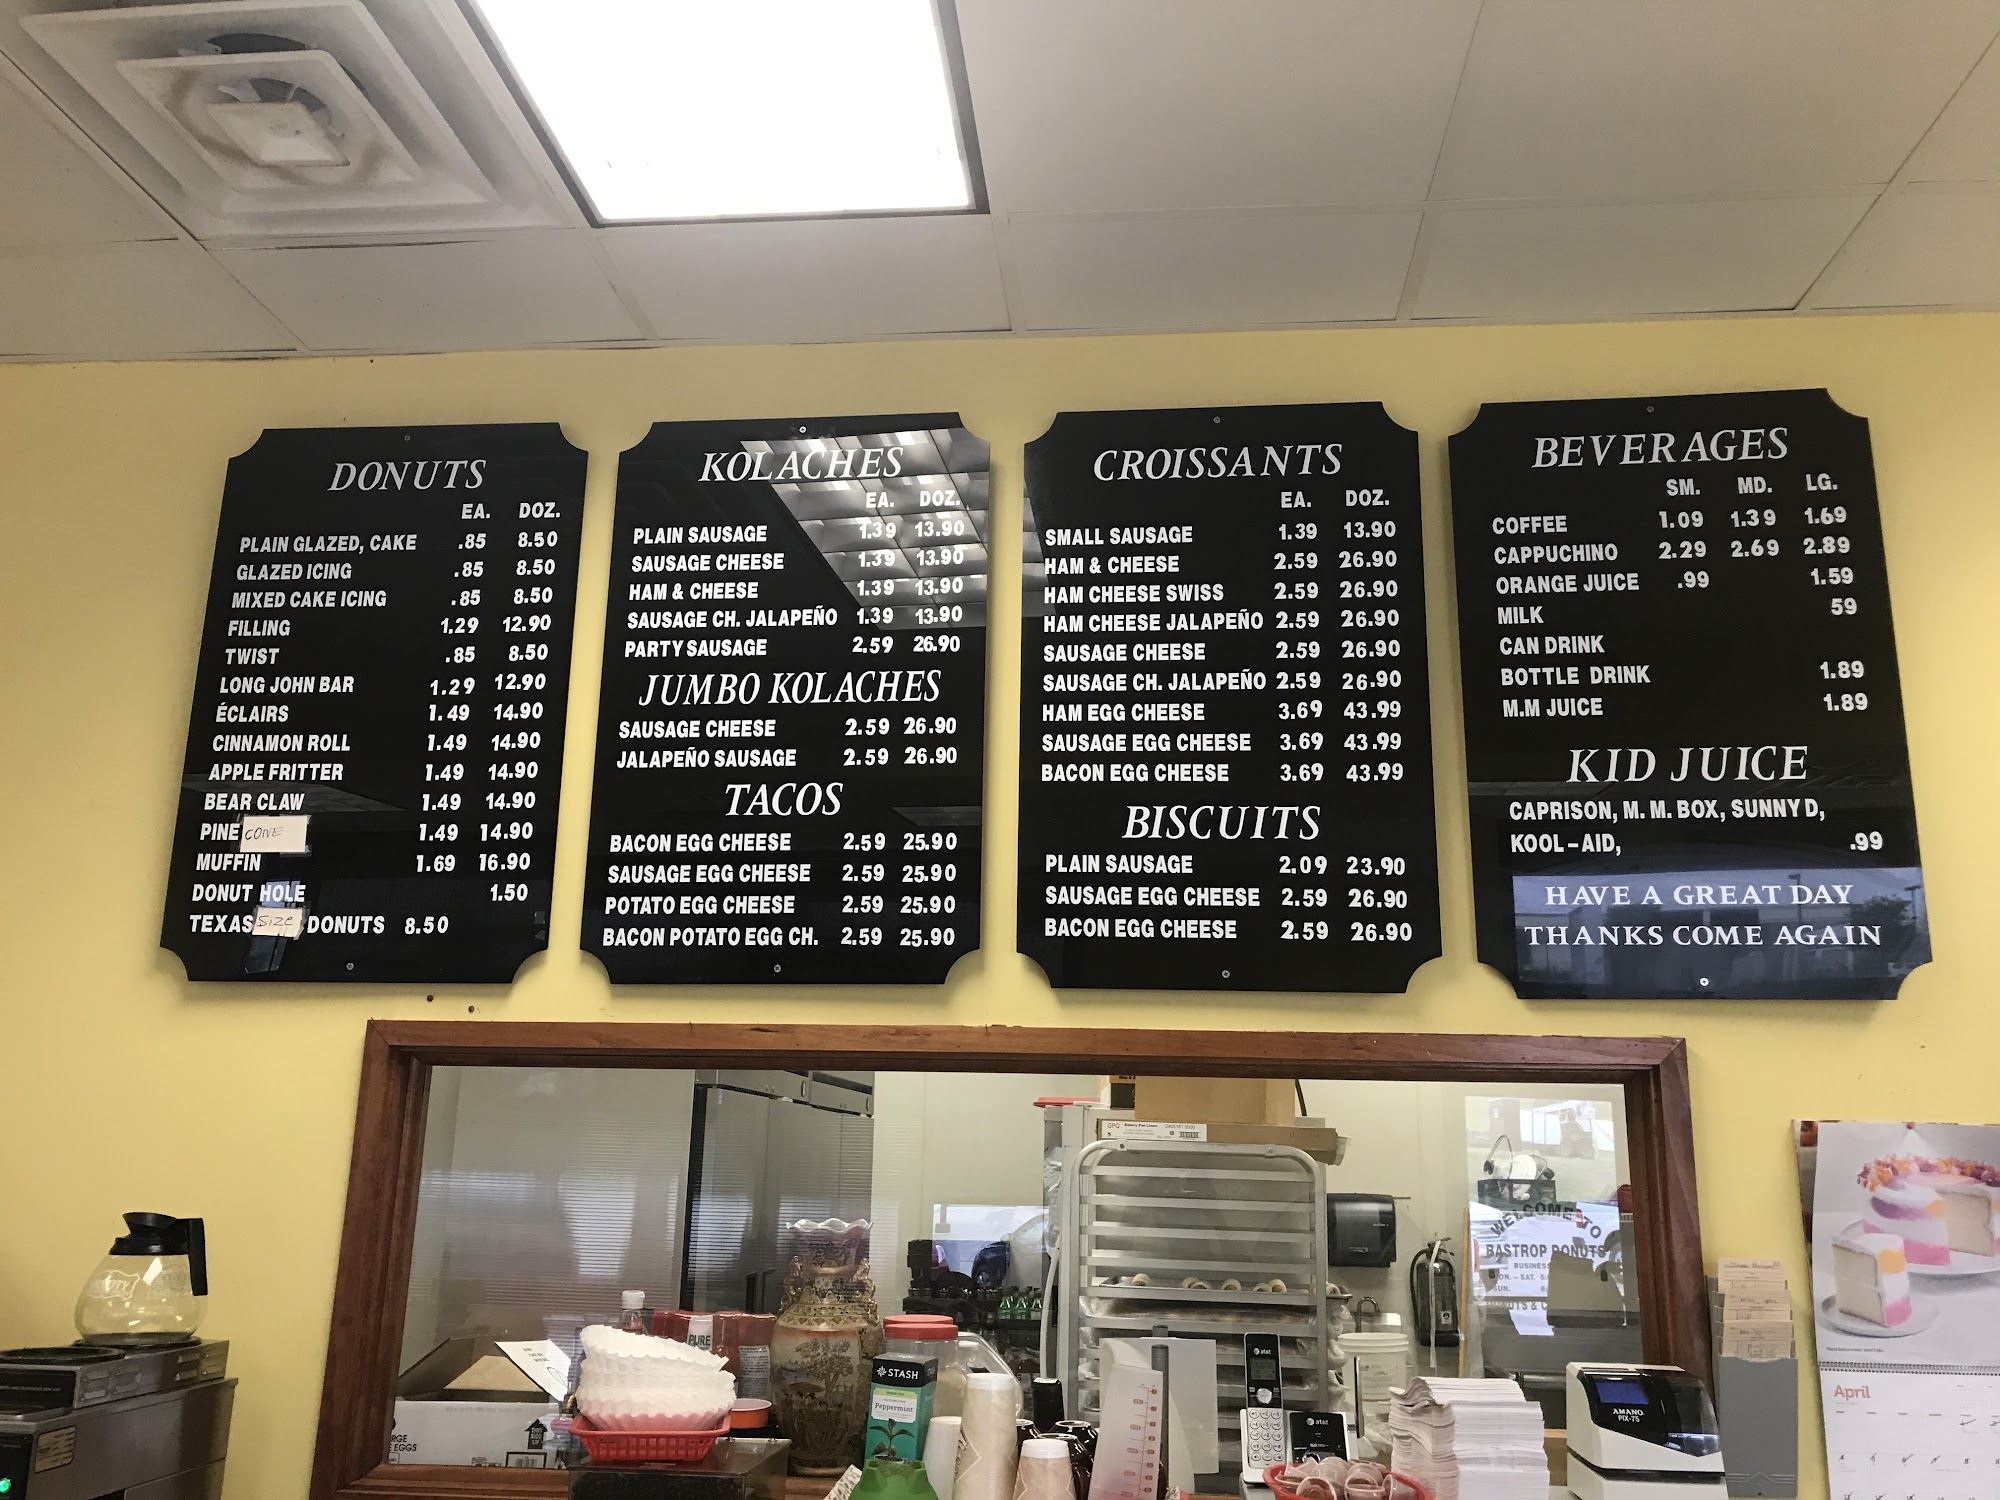 DONUTS
EA. DOZ.
PLAIN GLAZED, CAKE .85 8.50
GLAZED ICING .85 8.50
MIXED CAKE ICING .85 8.50
FILLING 1.29 12.90
TWIST .85 8.50
LONG JOHN BAR 1.29 12.90
ÉCLAIRS 1.49 14.90
CINNAMON ROLL 1.49 14.90
APPLE FRITTER 1.49 14.90
BEAR CLAW 1.49 14.90
PINE CONE 1.49 14.90
MUFFIN 1.69 16.90
DONUT HOLE 1.50
TEXAS SIZE DONUTS 8.50
KOLACHES
EA. DOZ.
PLAIN SAUSAGE 1.39 13.90
SAUSAGE CHEESE 1.39 13.90
HAM & CHEESE 1.39 13.90
SAUSAGE CH. JALAPEÑO 1.39 13.90
PARTY SAUSAGE 2.59 26.90
JUMBO KOLACHES
SAUSAGE CHEESE 2.59 26.90
JALAPEÑO SAUSAGE 2.59 26.90
TACOS
BACON EGG CHEESE 2.59 25.90
SAUSAGE EGG CHEESE 2.59 25.90
POTATO EGG CHEESE 2.59 25.90
BACON POTATO EGG CH. 2.59 25.90
CROISSANTS
EA. DOZ.
SMALL SAUSAGE 1.39 13.90
HAM & CHEESE 2.59 26.90
HAM CHEESE SWISS 2.59 26.90
HAM CHEESE JALAPEÑO 2.59 26.90
SAUSAGE CHEESE 2.59 26.90
SAUSAGE CH. JALAPEÑO 2.59 26.90
HAM EGG CHEESE 3.69 43.99
SAUSAGE EGG CHEESE 3.69 43.99
BACON EGG CHEESE 3.69 43.99
BISCUITS
PLAIN SAUSAGE 2.09 23.90
SAUSAGE EGG CHEESE 2.59 26.90
BACON EGG CHEESE 2.59 26.90
BEVERAGES
SM. MD. LG.
COFFEE 1.09 1.39 1.69
CAPPUCHINO 2.29 2.69 2.89
ORANGE JUICE .99 1.59
MILK 59
CAN DRINK
BOTTLE DRINK 1.89
M.M JUICE 1.89
KID JUICE
CAPRISON, M. M. BOX, SUNNY D,
KOOL-AID, .99
HAVE A GREAT DAY
THANKS COME AGAIN
WELCOME TO
BASTROP DONUTS
BUSINESS
SUN.
PURE
STASH
Peppermint
EGGS
at&t
at&t
AMANO
PIX-75
April